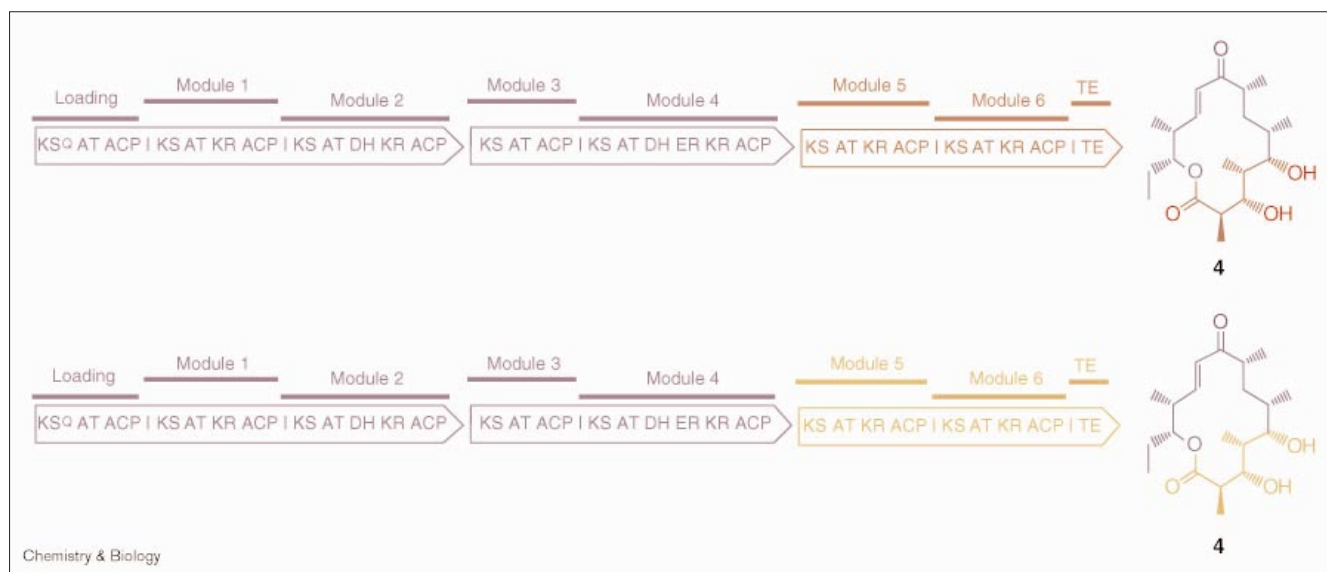 Loading Module 1 Module 2 Module 3 Module 4 Module 5 Module 6 TE
KSQ AT ACP | KS AT KR ACP | KS AT DH KR ACP
KS AT ACP | KS AT DH ER KR ACP
KS AT KR ACP | KS AT KR ACP | TE
O
O
O
OH
OH
4
Loading Module 1 Module 2 Module 3 Module 4 Module 5 Module 6 TE
KSQ AT ACP | KS AT KR ACP | KS AT DH KR ACP
KS AT ACP | KS AT DH ER KR ACP
KS AT KR ACP | KS AT KR ACP | TE
O
O
O
OH
OH
4
Chemistry & Biology